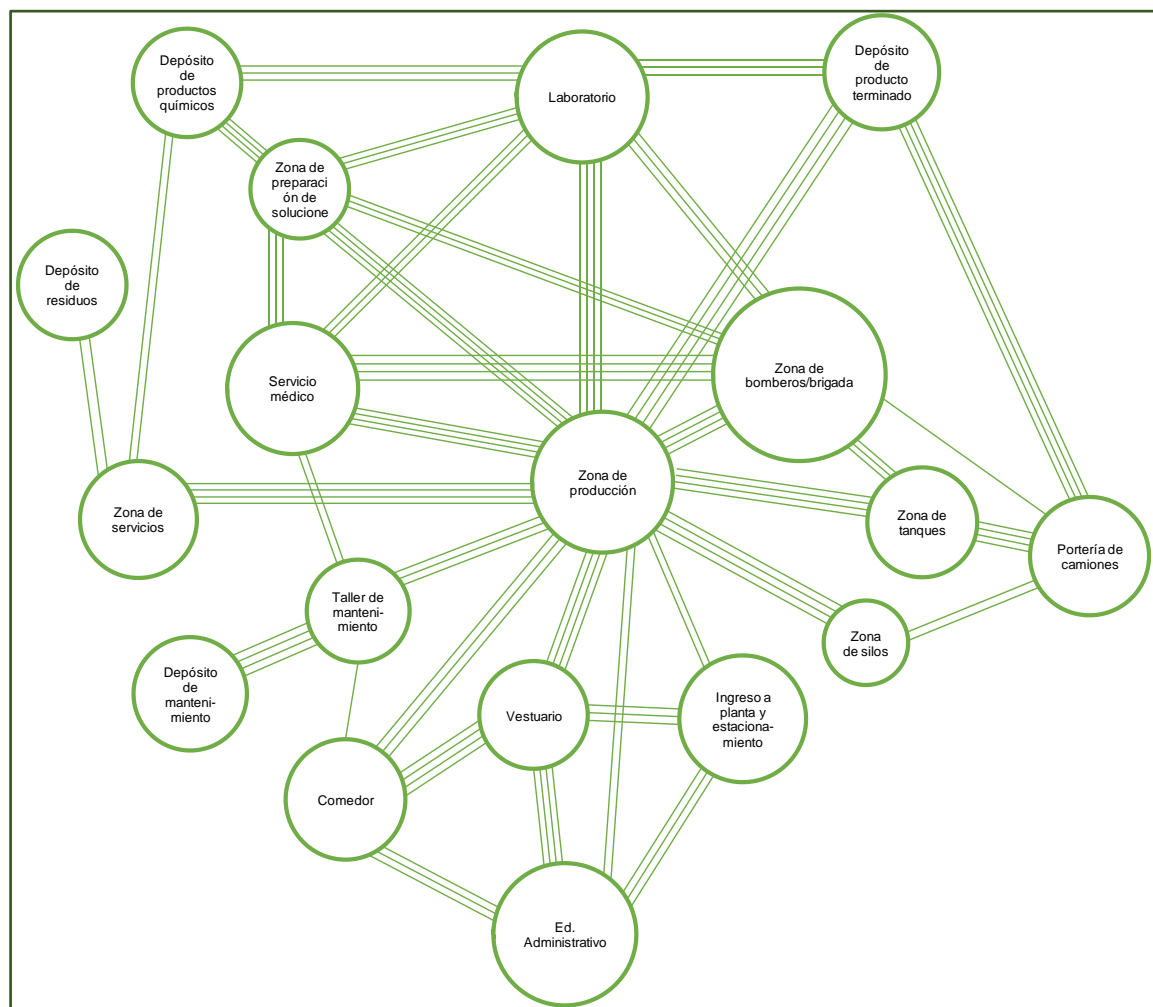 Depósito
de
productos
químicos
Laboratorio
Depósito
de
producto
terminado
Zona de
preparaci
ón de
solucione
Depósito
de
residuos
Servicio
médico
Zona de
bomberos/brigada
Zona de
producción
Zona de
servicios
Zona de
tanques
Portería de
camiones
Taller de
manteni-
miento
Zona
de silos
Depósito de
manteni-
miento
Vestuario
Ingreso a
planta y
estaciona-
miento
Comedor
Ed.
Administrativo